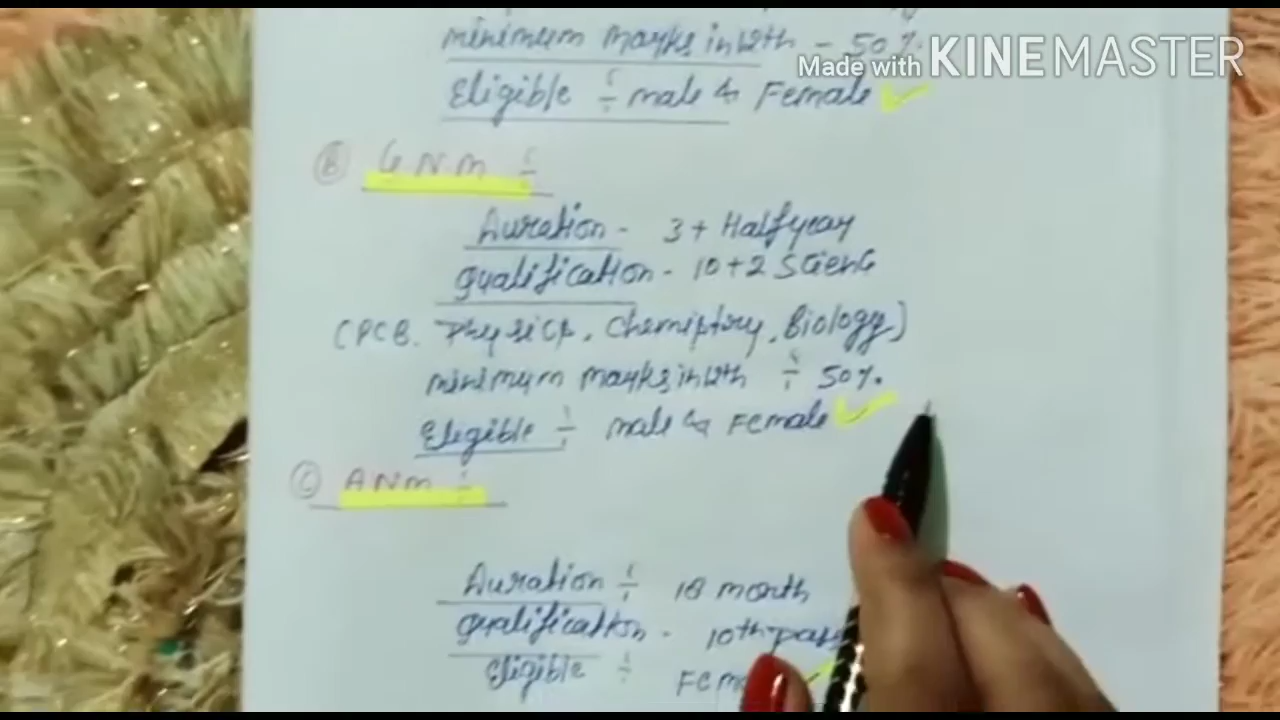 minimum marks in 12th - 50%.
Made with KINEMASTER
Eligible ÷ male & Female ✓
(B) G N M ÷
Duration - 3 + Half year
qualification - 10+2 Science
(PCB. Physics, Chemistry, Biology)
minimum marks in 12th ÷ 50%.
Eligible ÷ male & Female ✓
(C) A N M ÷
Duration ÷ 18 month
qualification - 10th pass
Eligible ÷